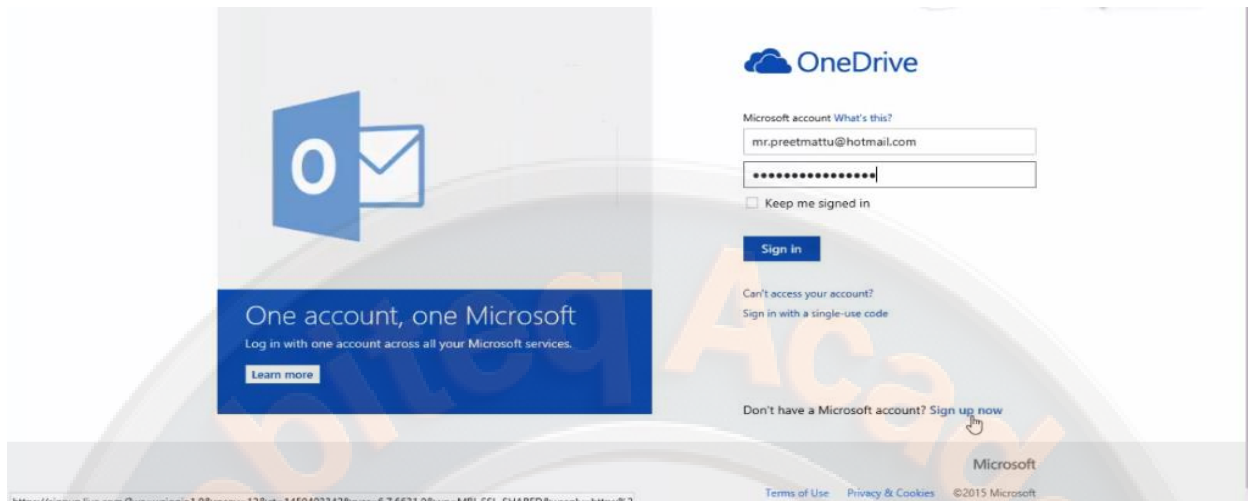 OneDrive
Microsoft account What's this?
mr.preetmattu@hotmail.com
••••••••••••••••
Keep me signed in
Sign in
Can't access your account?
Sign in with a single-use code
O
One account, one Microsoft
Log in with one account across all your Microsoft services.
Learn more
Don't have a Microsoft account? Sign up now
Microsoft
Terms of Use Privacy & Cookies ©2015 Microsoft
biteq Acad